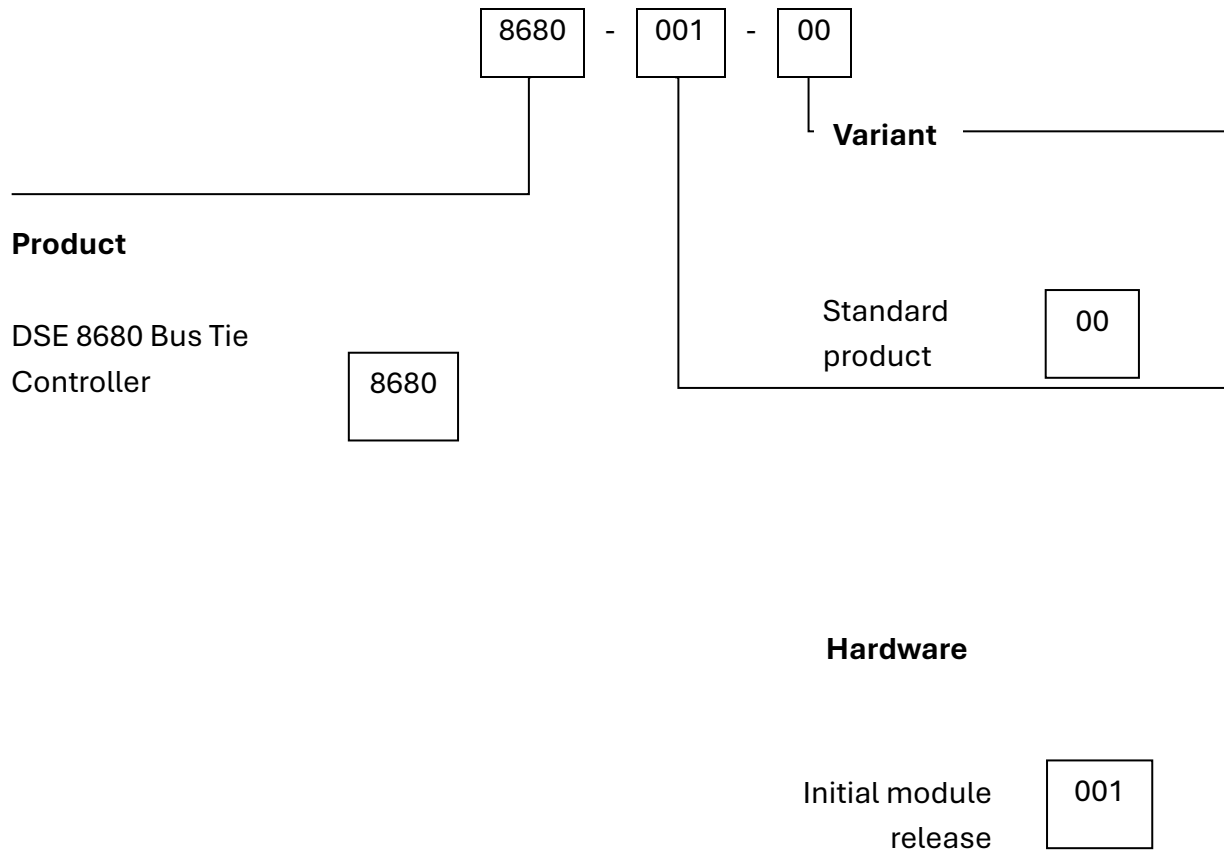 8680 - 001 - 00
Variant
Product
Standard
product
00
DSE 8680 Bus Tie
Controller
8680
Hardware
Initial module
release
001